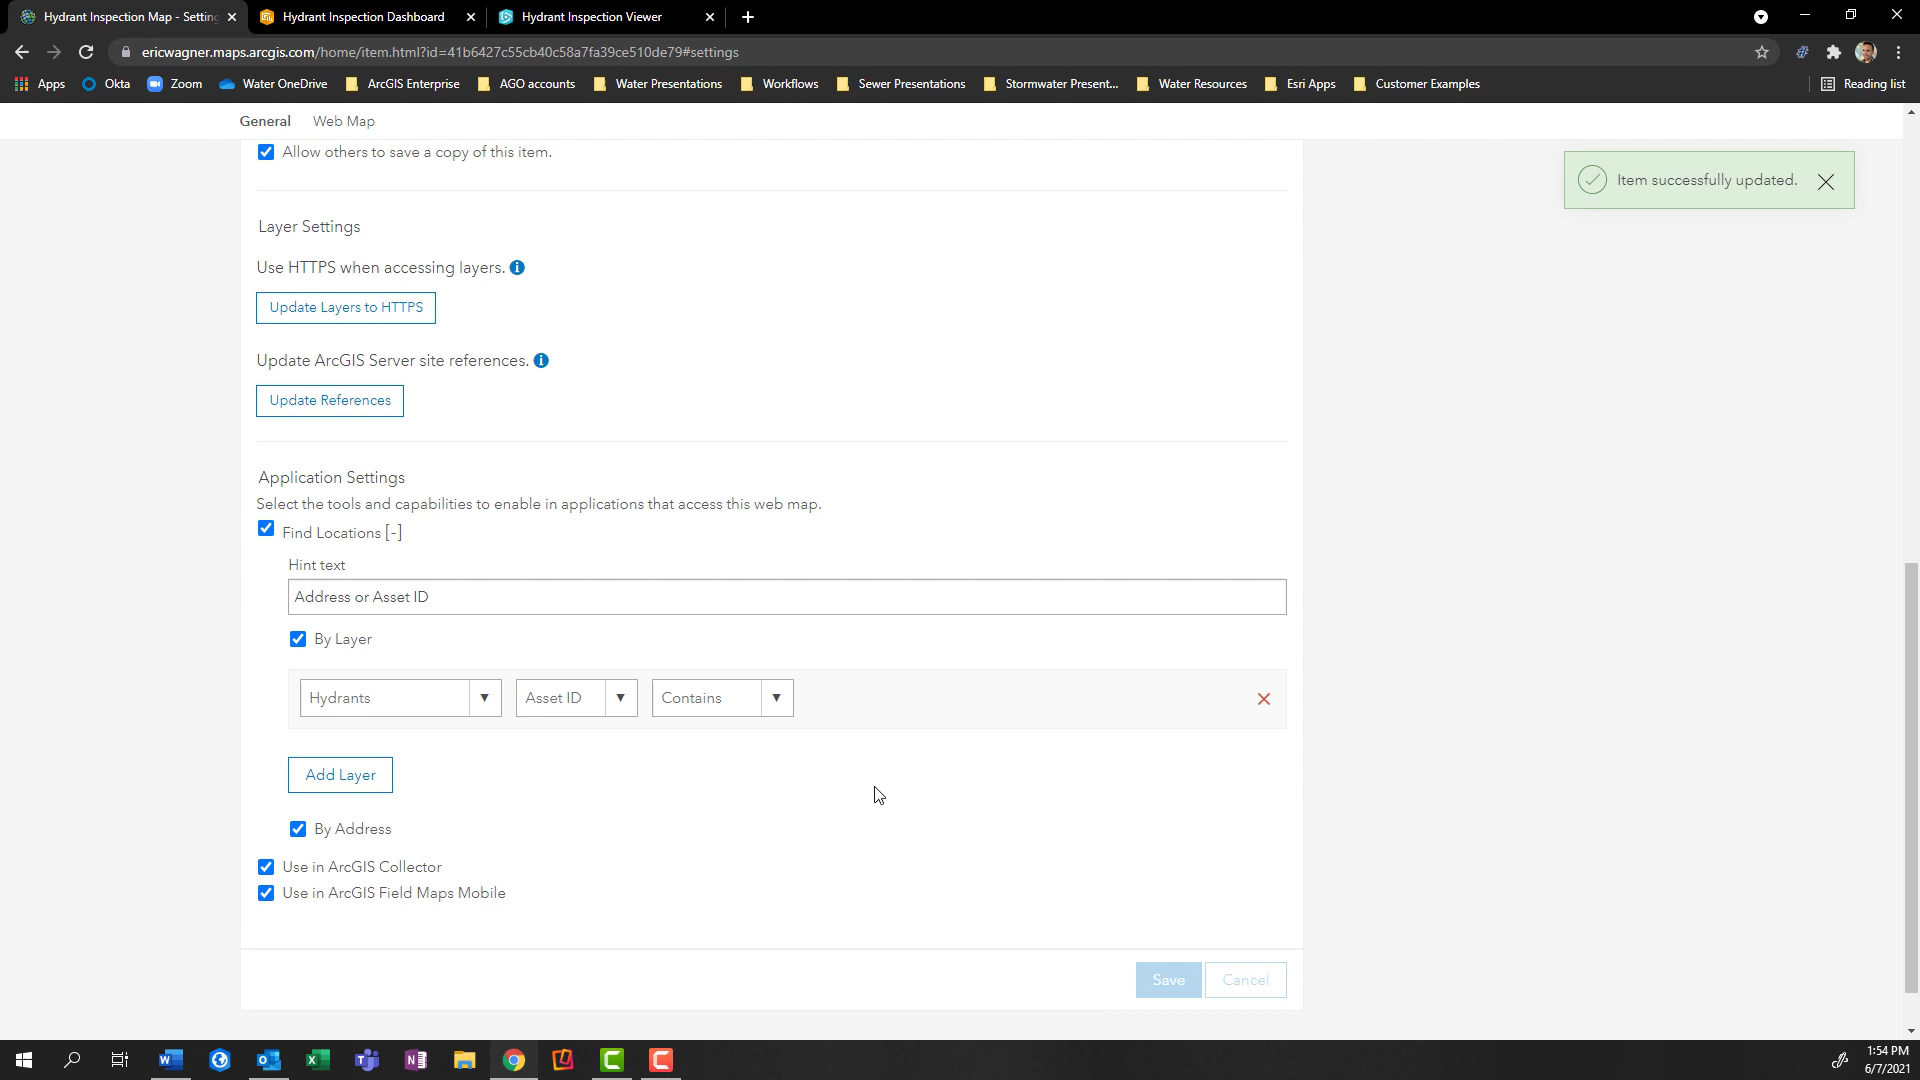 Hydrant Inspection Map - Setting
Hydrant Inspection Dashboard
Hydrant Inspection Viewer
ericwagner.maps.arcgis.com/home/item.html?id=41b6427c55cb40c58a7fa39ce510de79#settings
Apps
Okta
Zoom
Water OneDrive
ArcGIS Enterprise
AGO accounts
Water Presentations
Workflows
Sewer Presentations
Stormwater Present...
Water Resources
Esri Apps
Customer Examples
Reading list
General Web Map
Allow others to save a copy of this item.
Item successfully updated.
Layer Settings
Use HTTPS when accessing layers.
Update Layers to HTTPS
Update ArcGIS Server site references.
Update References
Application Settings
Select the tools and capabilities to enable in applications that access this web map.
Find Locations [-]
Hint text
Address or Asset ID
By Layer
Hydrants Asset ID Contains
Add Layer
By Address
Use in ArcGIS Collector
Use in ArcGIS Field Maps Mobile
Save Cancel
1:54 PM
6/7/2021